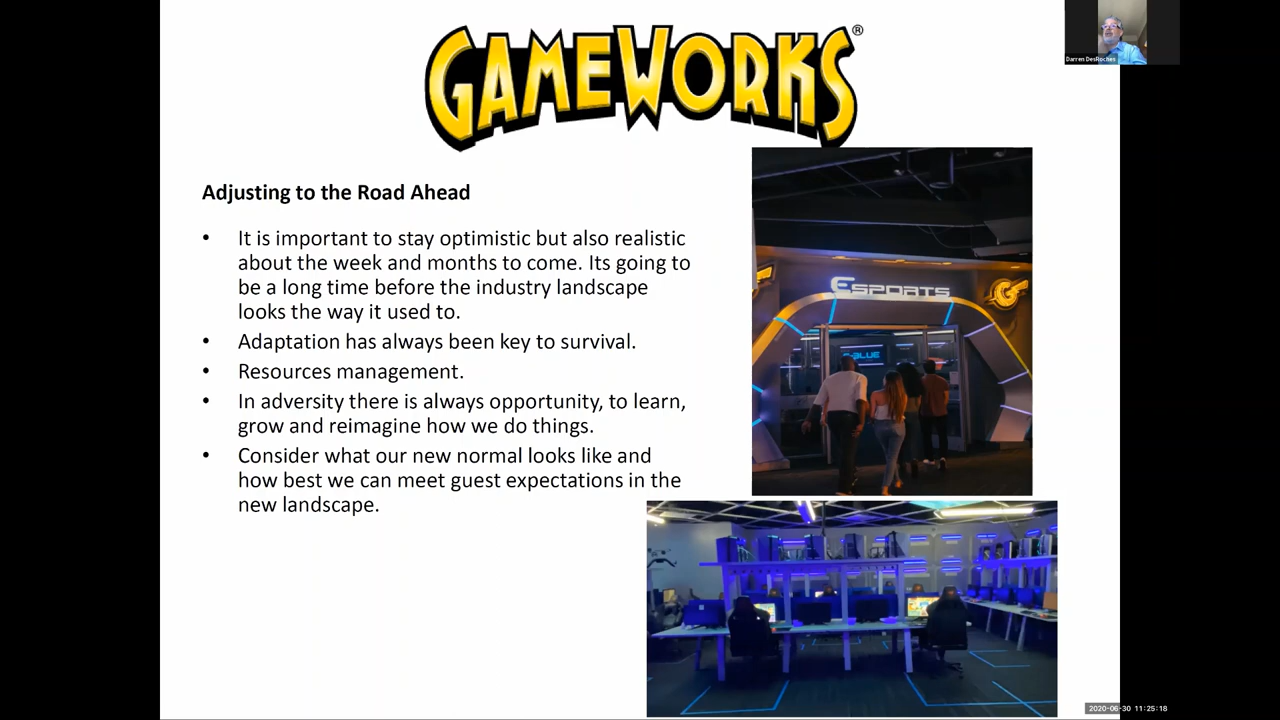 GAMEWORKS®
Darren DesRoches
Adjusting to the Road Ahead
• It is important to stay optimistic but also realistic
about the week and months to come. Its going to
be a long time before the industry landscape
looks the way it used to.
• Adaptation has always been key to survival.
• Resources management.
• In adversity there is always opportunity, to learn,
grow and reimagine how we do things.
• Consider what our new normal looks like and
how best we can meet guest expectations in the
new landscape.
ESPORTS
2020-06-30 11:25:18